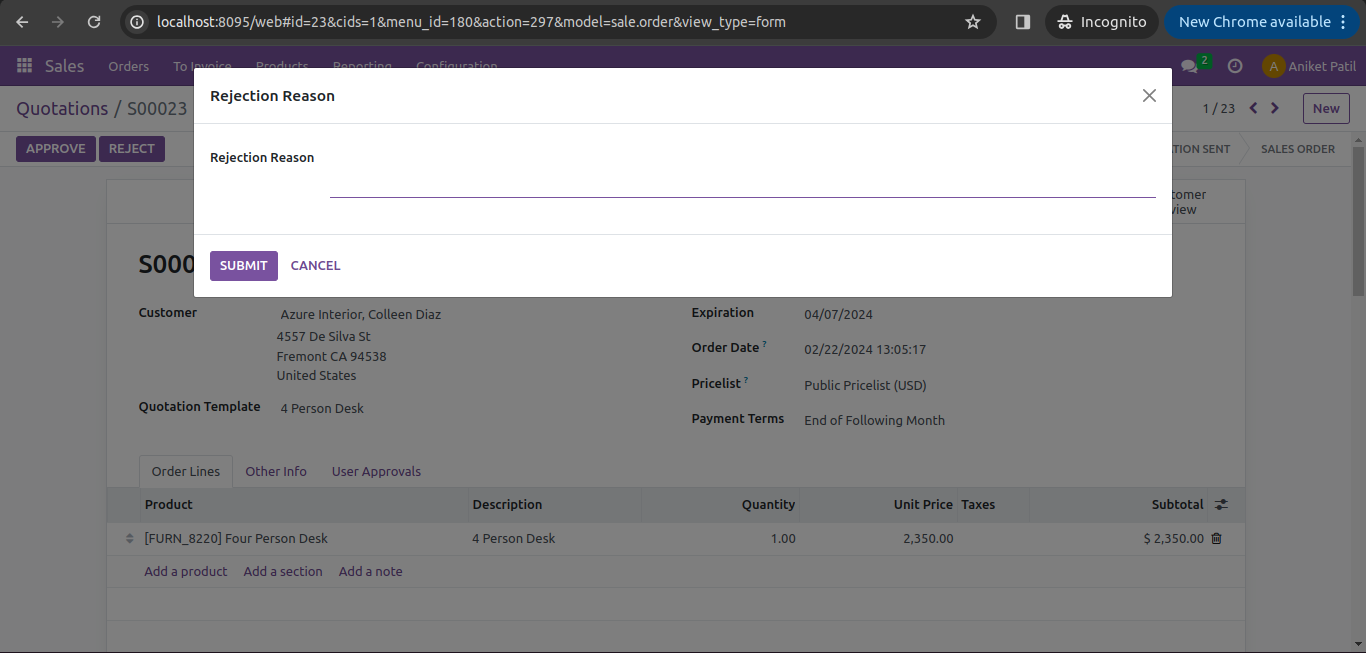 localhost:8095/web#id=23&cids=1&menu_id=180&action=297&model=sale.order&view_type=form
Incognito
New Chrome available
Sales
Orders
To Invoice
Products
Reporting
Configuration
2
A
Aniket Patil
Quotations / S00023
1 / 23
New
APPROVE
REJECT
TION SENT
SALES ORDER
Rejection Reason
Rejection Reason
SUBMIT
CANCEL
tomer
view
S000
Customer
Azure Interior, Colleen Diaz
4557 De Silva St
Fremont CA 94538
United States
Quotation Template
4 Person Desk
Expiration
04/07/2024
Order Date ?
02/22/2024 13:05:17
Pricelist ?
Public Pricelist (USD)
Payment Terms
End of Following Month
Order Lines
Other Info
User Approvals
Product Description Quantity Unit Price Taxes Subtotal
[FURN_8220] Four Person Desk 4 Person Desk 1.00 2,350.00 $ 2,350.00
Add a product Add a section Add a note